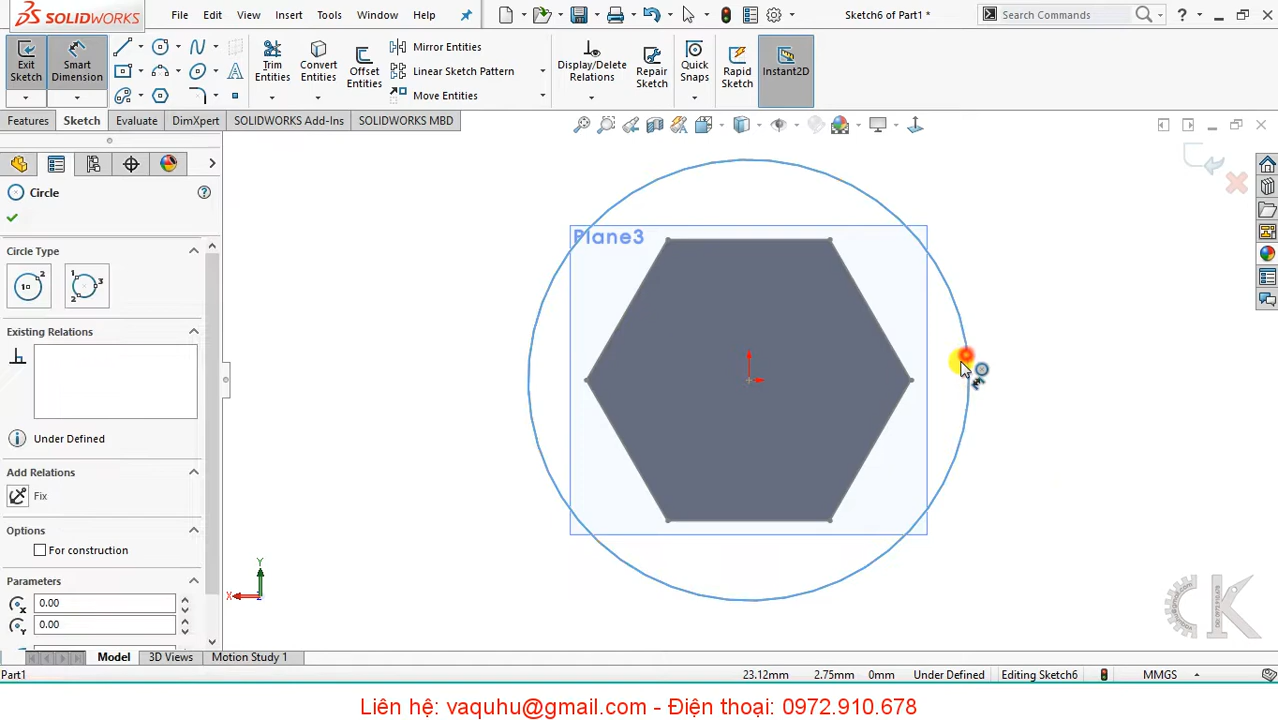 SOLIDWORKS
File Edit View Insert Tools Window Help
Sketch6 of Part1 *
Search Commands
Exit Sketch
Smart Dimension
Trim Entities
Convert Entities
Offset Entities
Mirror Entities
Linear Sketch Pattern
Move Entities
Display/Delete Relations
Repair Sketch
Quick Snaps
Rapid Sketch
Instant2D
Features Sketch Evaluate DimXpert SOLIDWORKS Add-Ins SOLIDWORKS MBD
Circle
Circle Type
Existing Relations
Under Defined
Add Relations
Fix
Options
For construction
Parameters
0.00
0.00
Plane3
Y
X
Z
CK
DĐ:0972.910.678
Model 3D Views Motion Study 1
Part1 23.12mm 2.75mm 0mm Under Defined Editing Sketch6 MMGS
Liên hệ: vaquhu@gmail.com - Điện thoại: 0972.910.678